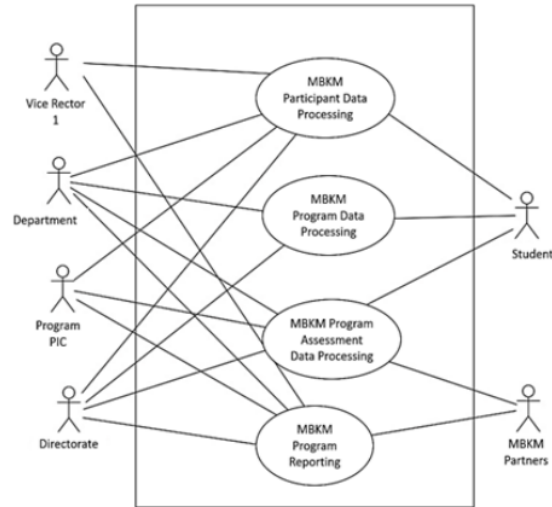 Vice Rector
1
Department
Program
PIC
Directorate
MBKM
Participant Data
Processing
MBKM
Program Data
Processing
MBKM Program
Assessment
Data Processing
MBKM
Program
Reporting
Student
MBKM
Partners